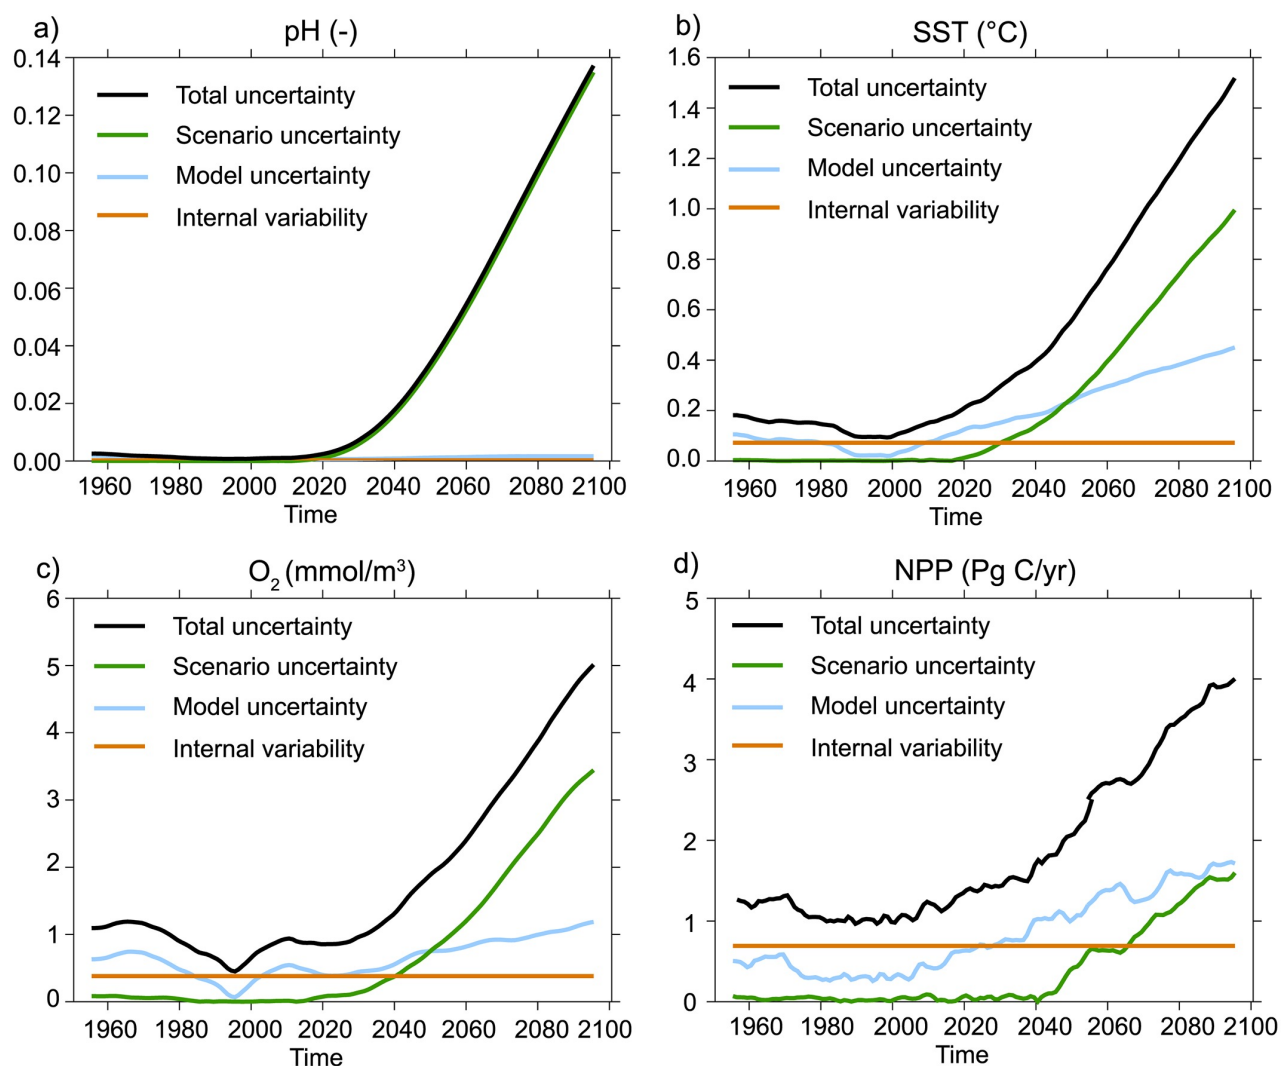 a)
pH (-)
0.14
0.12
0.10
0.08
0.06
0.04
0.02
0.00
Total uncertainty
Scenario uncertainty
Model uncertainty
Internal variability
1960 1980 2000 2020 2040 2060 2080 2100
Time
b)
SST (°C)
1.6
1.4
1.2
1.0
0.8
0.6
0.4
0.2
0.0
Total uncertainty
Scenario uncertainty
Model uncertainty
Internal variability
1960 1980 2000 2020 2040 2060 2080 2100
Time
c)
O2 (mmol/m³)
6
5
4
3
2
1
0
Total uncertainty
Scenario uncertainty
Model uncertainty
Internal variability
1960 1980 2000 2020 2040 2060 2080 2100
Time
d)
NPP (Pg C/yr)
5
4
3
2
1
0
Total uncertainty
Scenario uncertainty
Model uncertainty
Internal variability
1960 1980 2000 2020 2040 2060 2080 2100
Time